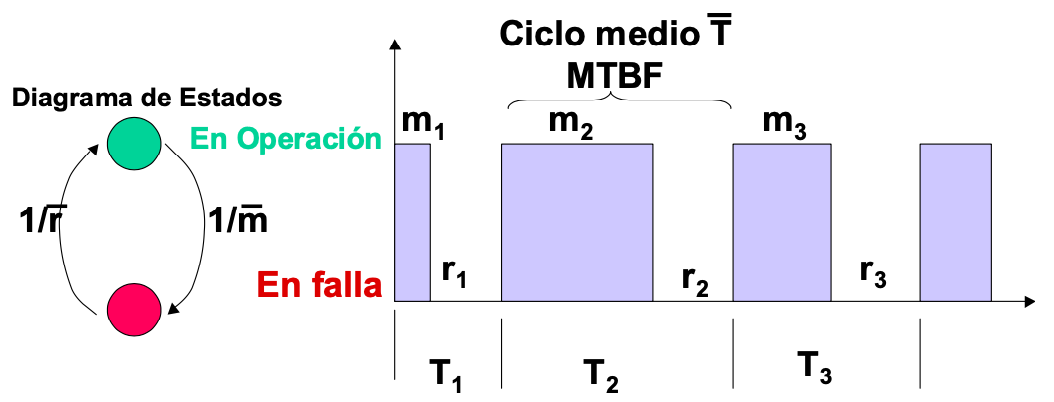 Ciclo medio T̅
MTBF
Diagrama de Estados
En Operación
m₁
m₂
m₃
1/r̅
1/m̅
En falla
r₁
r₂
r₃
T₁
T₂
T₃